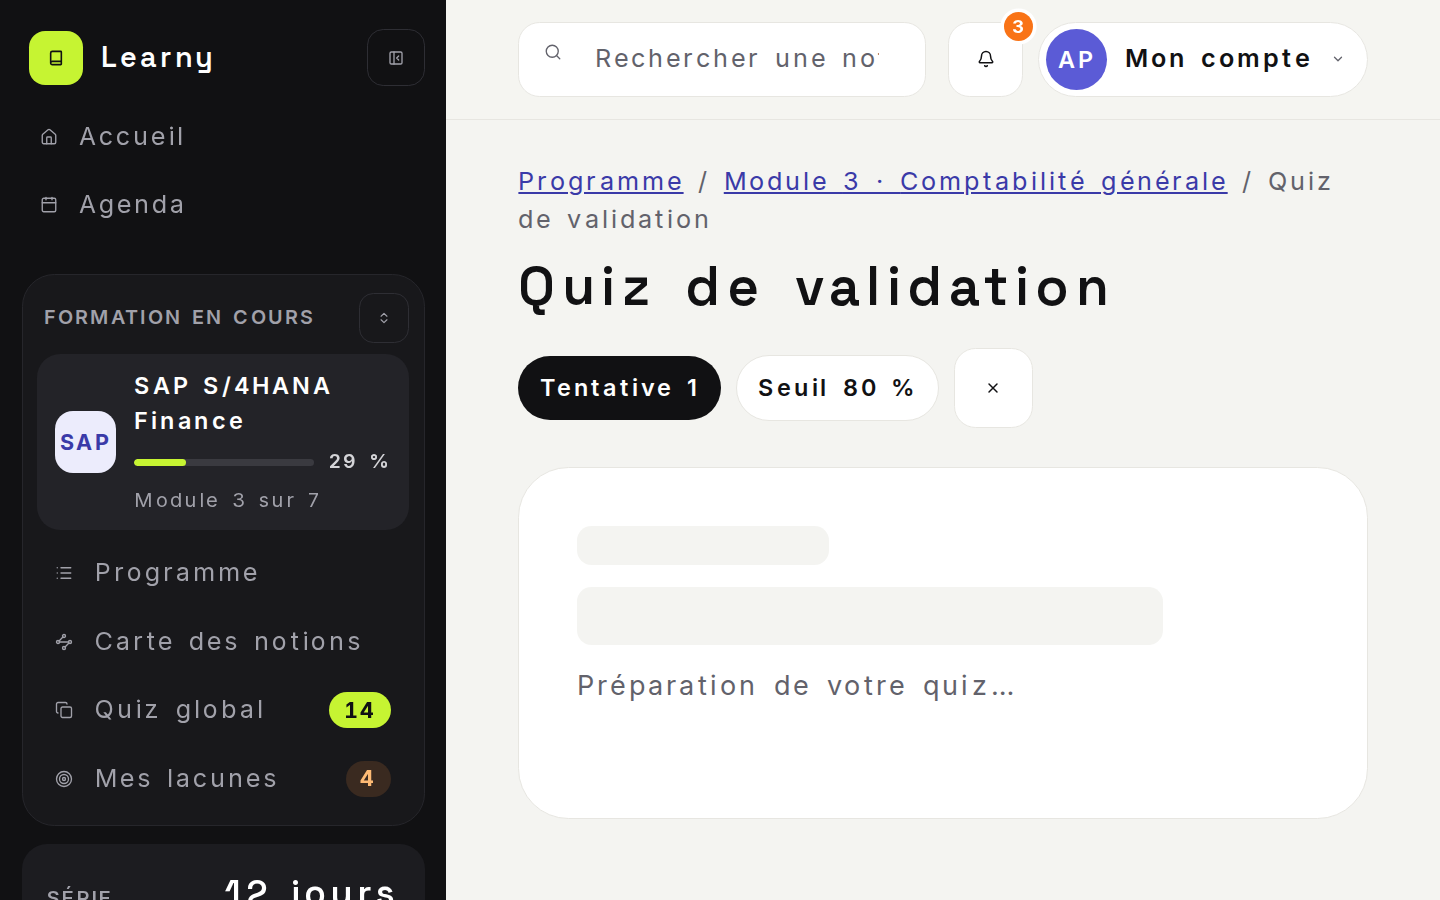 Learny
Accueil
Agenda
FORMATION EN COURS
SAP
SAP S/4HANA
Finance
29 %
Module 3 sur 7
Programme
Carte des notions
Quiz global
14
Mes lacunes
4
SÉRIE
12 jours
Rechercher une no
3
AP
Mon compte
Programme / Module 3 · Comptabilité générale / Quiz
de validation
Quiz de validation
Tentative 1
Seuil 80 %
Préparation de votre quiz…